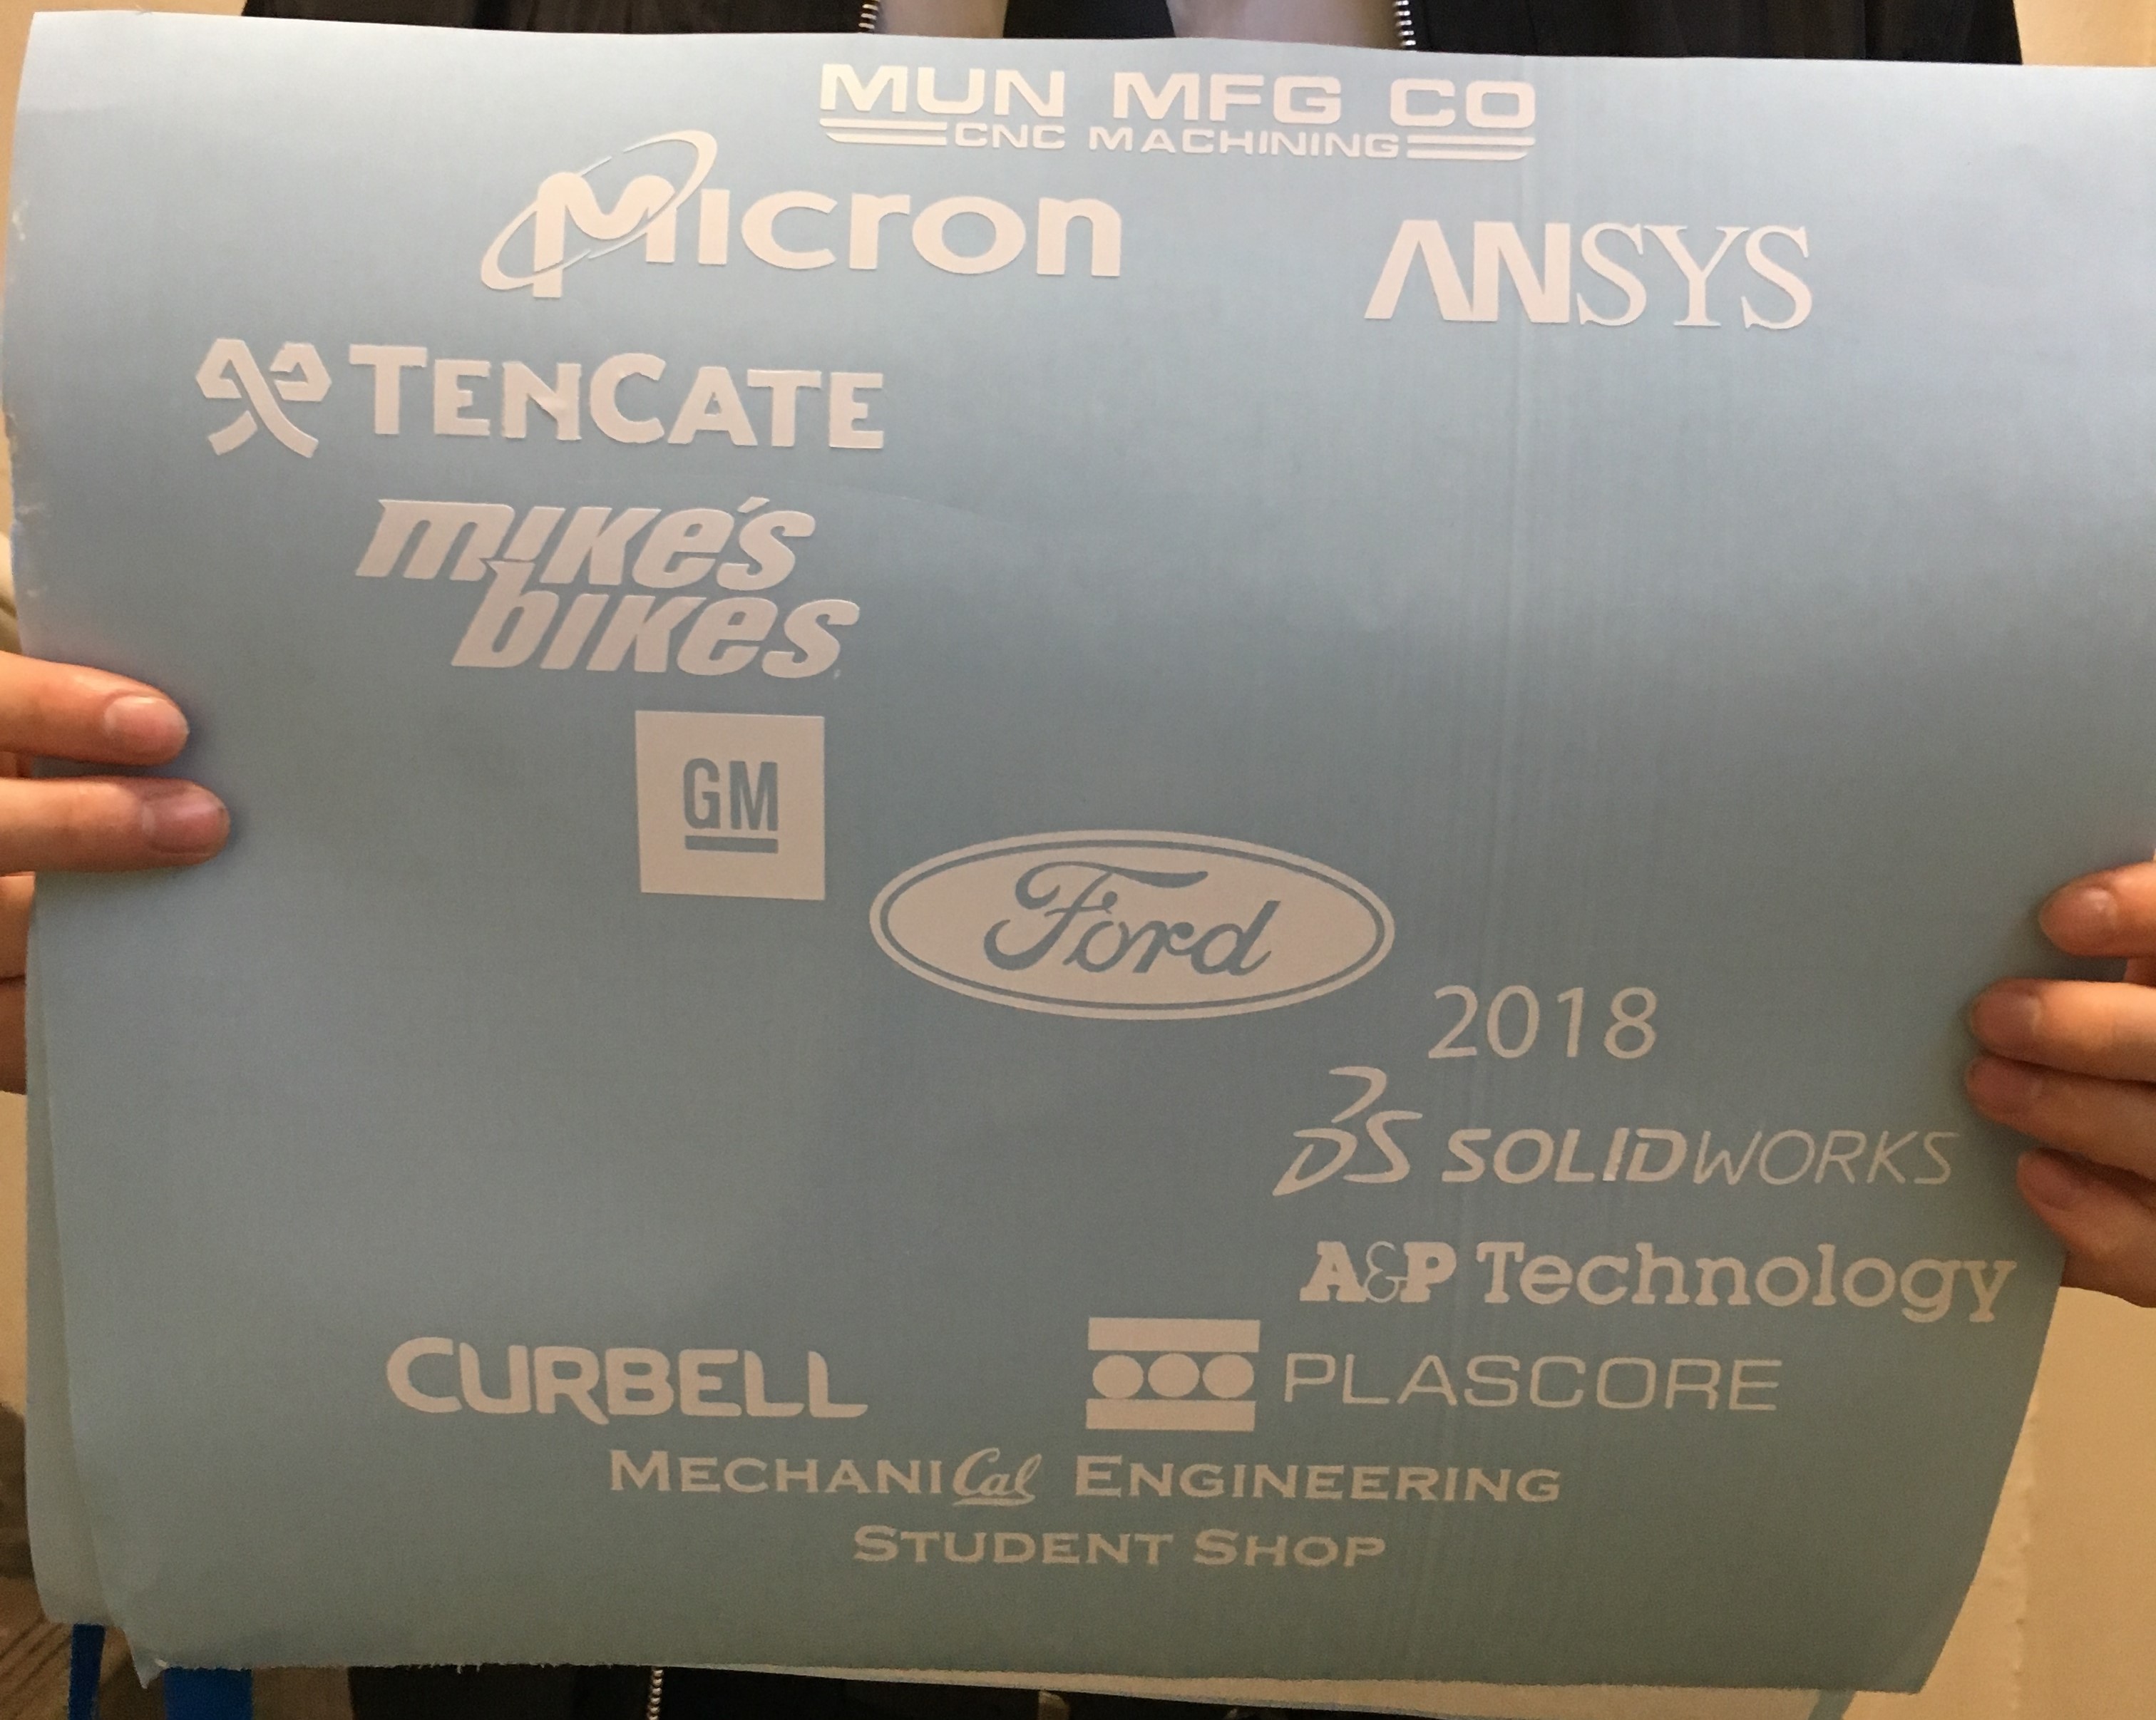 MUN MFG CO
CNC MACHINING
Micron
ANSYS
TENCATE
mike's
bikes
GM
Ford
2018
DS SOLIDWORKS
A&P Technology
CURBELL
PLASCORE
MECHANICal ENGINEERING
STUDENT SHOP